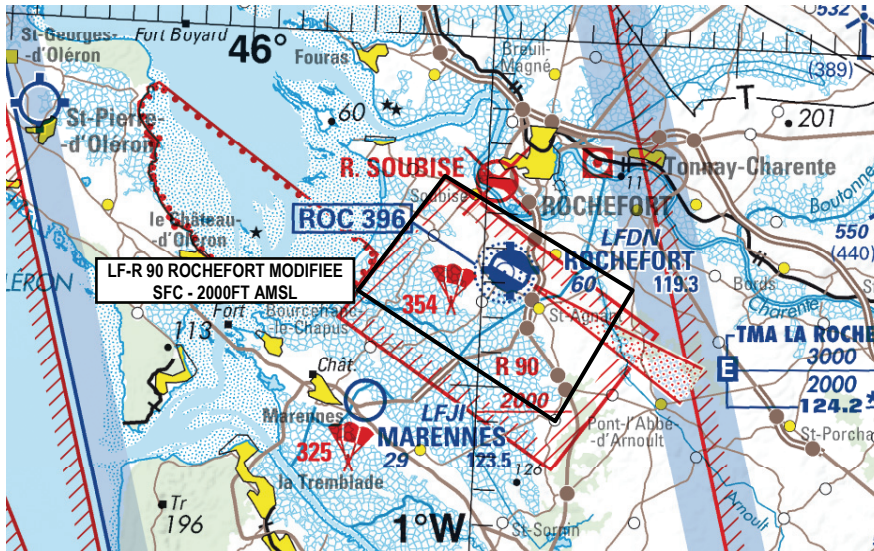 532
St-Georges-
-d'Oléron
Fort Boyard
46°
Fouras
Breuil-
Magné
(389)
T
201
60
St-Pierre-
-d'Oléron
R. SOUBISE
11
Tonnay-Charente
Soubise
ROCHEFORT
Boutonne
le Château-
-d'Oléron
ROC 396
LFDN
ROCHEFORT
60
119.3
550
(440)
LF-R 90 ROCHEFORT MODIFIEE
SFC - 2000FT AMSL
354
Bords
Charente
St-Agnant
Fort
Bourcefranc-
-le-Chapus
113
TMA LA ROCHE
E
3000
2000
124.2*
R 90
2000
Chât.
Marennes
LFJI
MARENNES
29
123.5
325
la Tremblade
126
Pont-l'Abbé-
-d'Arnoult
St-Porcha
Tr
196
1°W
St-Sornin
Arnoult